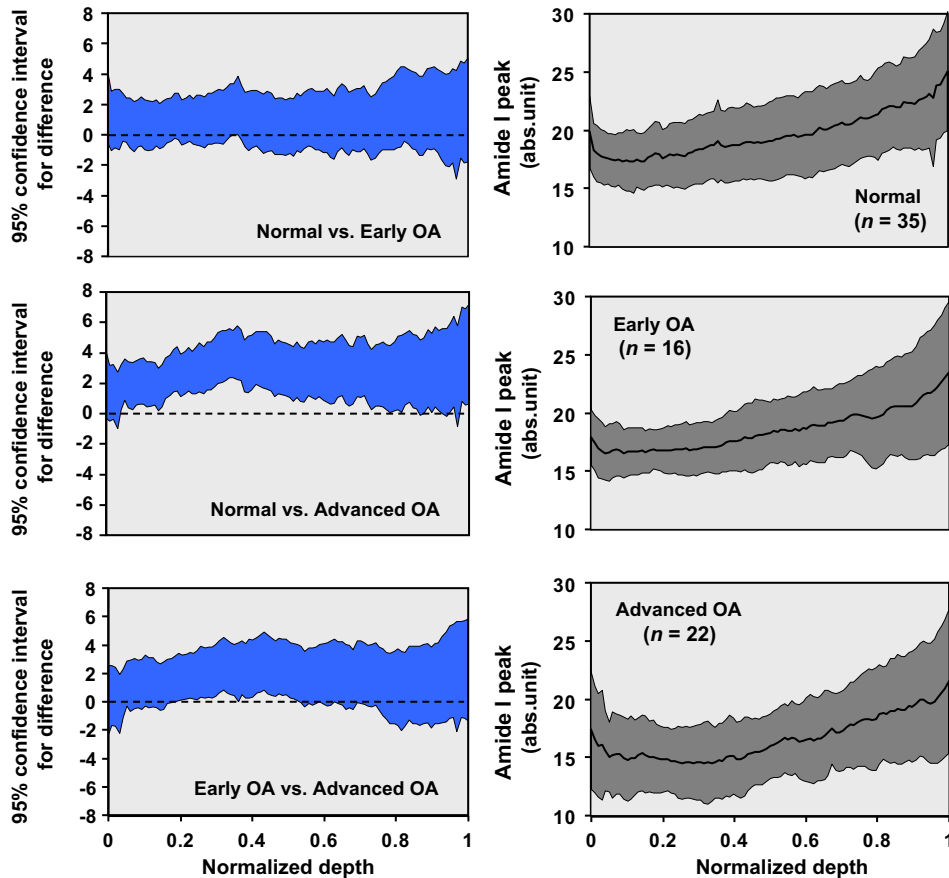 95% confidence interval
for difference
8
6
4
2
0
-2
-4
-6
-8
Normal vs. Early OA
Amide I peak
(abs.unit)
30
25
20
15
10
Normal
(n = 35)
95% confidence interval
for difference
8
6
4
2
0
-2
-4
-6
-8
Normal vs. Advanced OA
Amide I peak
(abs.unit)
30
25
20
15
10
Early OA
(n = 16)
95% confidence interval
for difference
8
6
4
2
0
-2
-4
-6
-8
Early OA vs. Advanced OA
0 0.2 0.4 0.6 0.8 1
Normalized depth
Amide I peak
(abs.unit)
30
25
20
15
10
Advanced OA
(n = 22)
0 0.2 0.4 0.6 0.8 1
Normalized depth